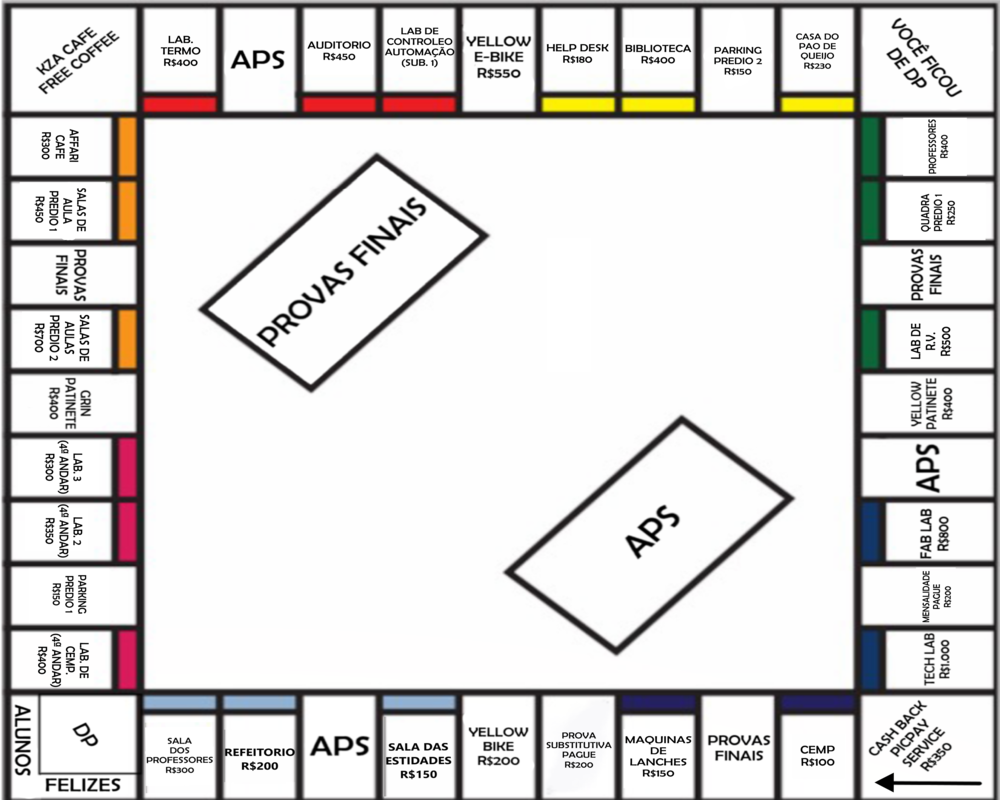 KZA CAFE
FREE COFFEE
LAB.
TERMO
R$400
APS
AUDITORIO
R$450
LAB DE
CONTROLEO
AUTOMAÇÃO
(SUB. 1)
YELLOW
E-BIKE
R$550
HELP DESK
R$180
BIBLIOTECA
R$400
PARKING
PREDIO 2
R$150
CASA DO
PAO DE
QUEIJO
R$230
VOCÊ FICOU
DE DP
AFFARI
CAFE
R$300
SALAS DE
AULA
PREDIO 1
R$450
PROVAS
FINAIS
SALAS DE
AULAS
PREDIO 2
R$700
GRIN
PATINETE
R$400
LAB. 3
(4º ANDAR)
R$300
LAB. 2
(4º ANDAR)
R$350
PARKING
PREDIO 1
R$150
LAB. DE
CEMP.
(4º ANDAR)
R$400
PROVAS FINAIS
APS
PROFESSORES
R$400
QUADRA
PREDIO 1
R$250
PROVAS
FINAIS
LAB DE
R.V.
R$500
YELLOW
PATINETE
R$400
APS
FAB LAB
R$800
MENSALIDADE
PAGUE
R$200
TECH LAB
R$1.000
ALUNOS
DP
FELIZES
SALA
DOS
PROFESSORES
R$300
REFEITORIO
R$200
APS
SALA DAS
ESTIDADES
R$150
YELLOW
BIKE
R$200
PROVA
SUBSTITUTIVA
PAGUE
R$200
MAQUINAS
DE
LANCHES
R$150
PROVAS
FINAIS
CEMP
R$100
CASH BACK
PICPAY
SERVICE
R$350